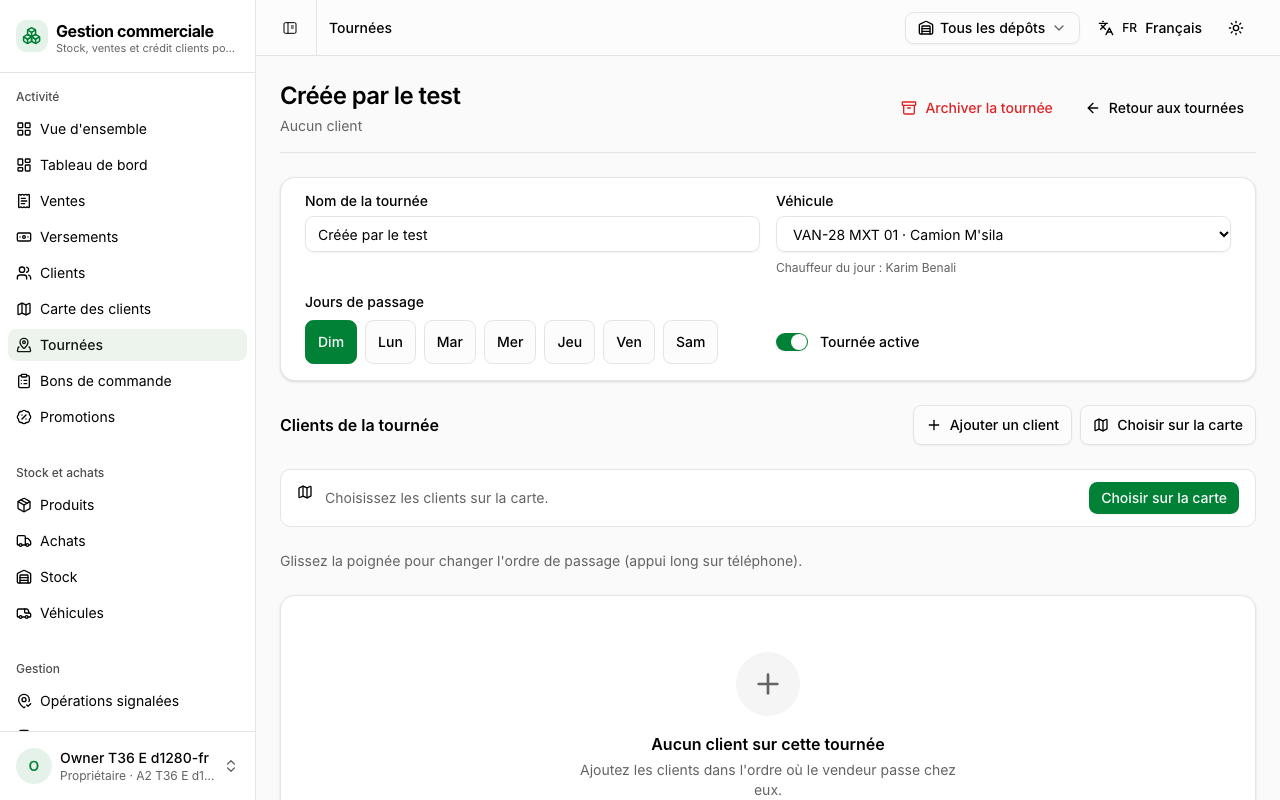 Gestion commerciale
Stock, ventes et crédit clients po...
Tournées
Tous les dépôts
FR Français
Activité
Vue d'ensemble
Tableau de bord
Ventes
Versements
Clients
Carte des clients
Tournées
Bons de commande
Promotions
Stock et achats
Produits
Achats
Stock
Véhicules
Gestion
Opérations signalées
O
Owner T36 E d1280-fr
Propriétaire · A2 T36 E d1...
Créée par le test
Aucun client
Archiver la tournée
Retour aux tournées
Nom de la tournée
Créée par le test
Véhicule
VAN-28 MXT 01 · Camion M'sila
Chauffeur du jour : Karim Benali
Jours de passage
Dim Lun Mar Mer Jeu Ven Sam
Tournée active
Clients de la tournée
Ajouter un client
Choisir sur la carte
Choisissez les clients sur la carte.
Choisir sur la carte
Glissez la poignée pour changer l'ordre de passage (appui long sur téléphone).
Aucun client sur cette tournée
Ajoutez les clients dans l'ordre où le vendeur passe chez
eux.